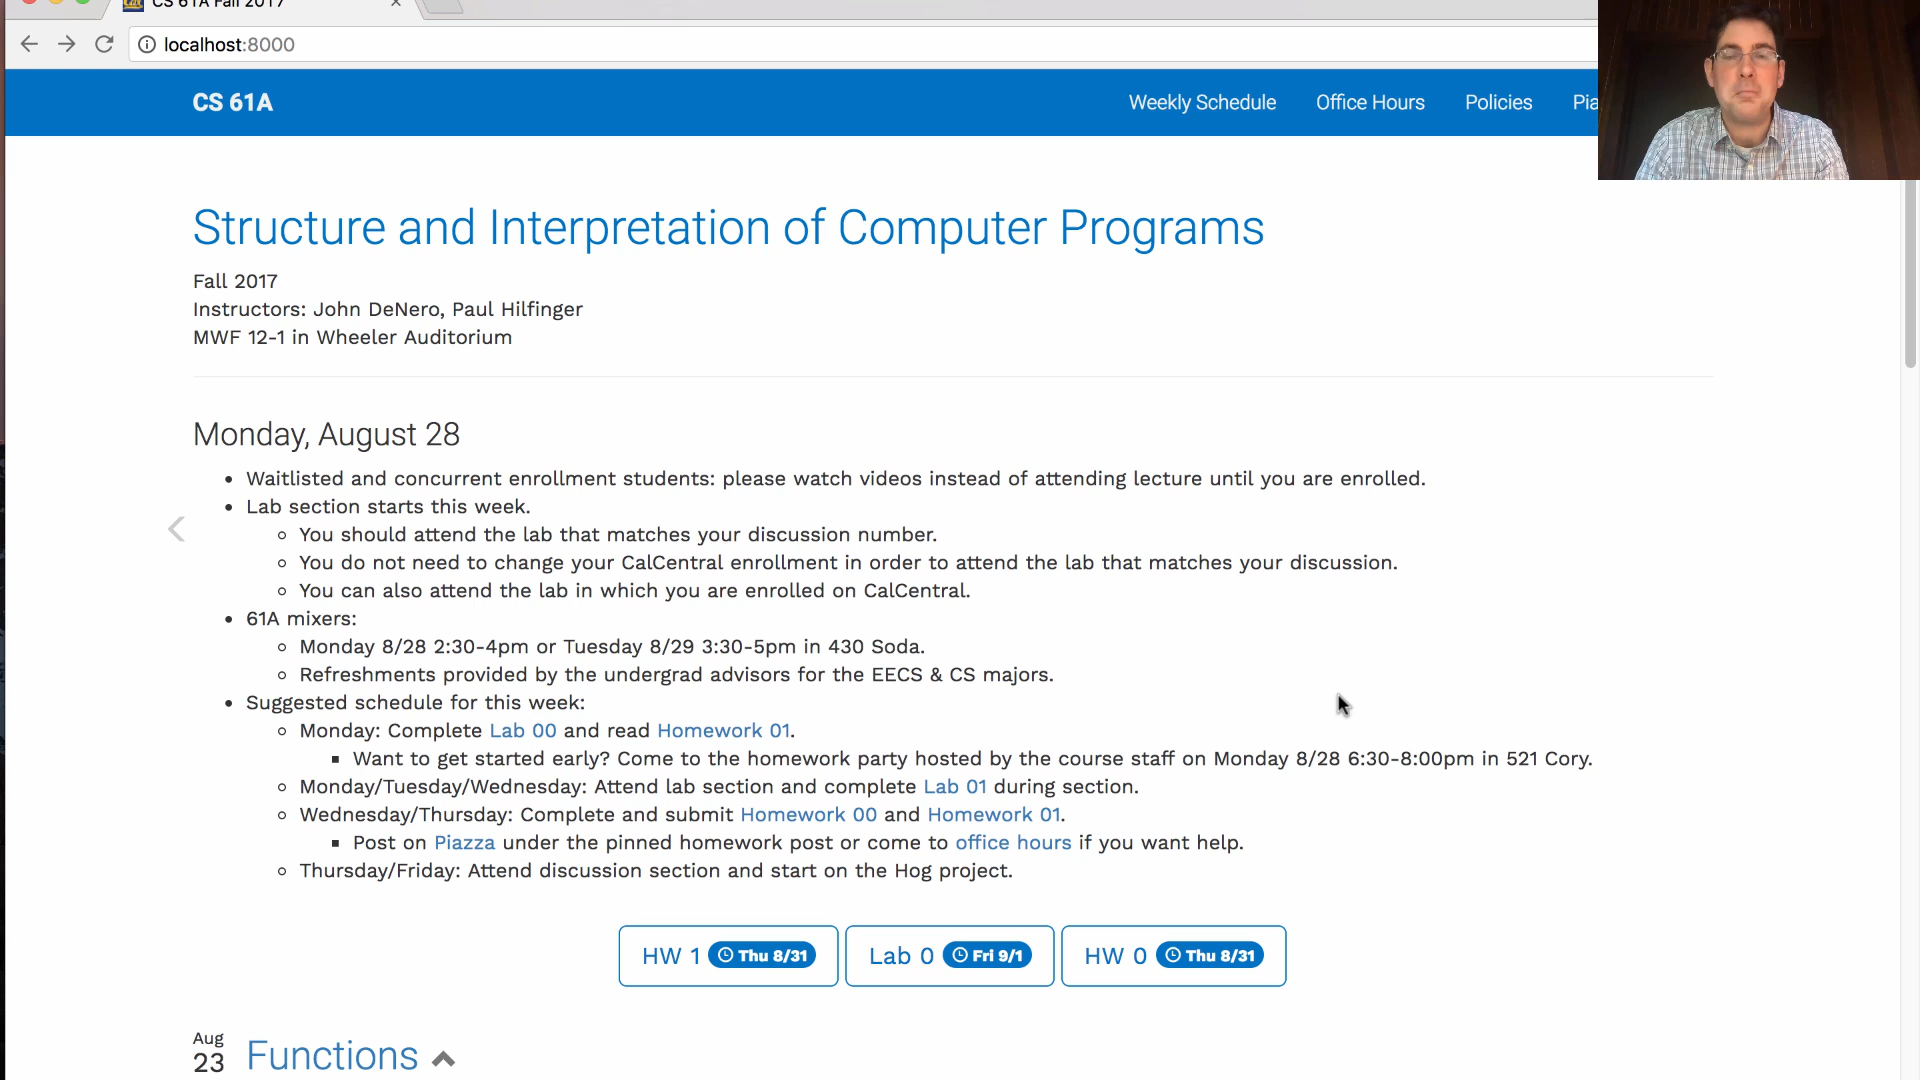 CS 61A Fall 2017
localhost:8000
CS 61A
Weekly Schedule
Office Hours
Policies
Structure and Interpretation of Computer Programs
Fall 2017
Instructors: John DeNero, Paul Hilfinger
MWF 12-1 in Wheeler Auditorium
Monday, August 28
Waitlisted and concurrent enrollment students: please watch videos instead of attending lecture until you are enrolled.
Lab section starts this week.
You should attend the lab that matches your discussion number.
You do not need to change your CalCentral enrollment in order to attend the lab that matches your discussion.
You can also attend the lab in which you are enrolled on CalCentral.
61A mixers:
Monday 8/28 2:30-4pm or Tuesday 8/29 3:30-5pm in 430 Soda.
Refreshments provided by the undergrad advisors for the EECS & CS majors.
Suggested schedule for this week:
Monday: Complete Lab 00 and read Homework 01.
Want to get started early? Come to the homework party hosted by the course staff on Monday 8/28 6:30-8:00pm in 521 Cory.
Monday/Tuesday/Wednesday: Attend lab section and complete Lab 01 during section.
Wednesday/Thursday: Complete and submit Homework 00 and Homework 01.
Post on Piazza under the pinned homework post or come to office hours if you want help.
Thursday/Friday: Attend discussion section and start on the Hog project.
HW 1 Thu 8/31
Lab 0 Fri 9/1
HW 0 Thu 8/31
Aug
23
Functions